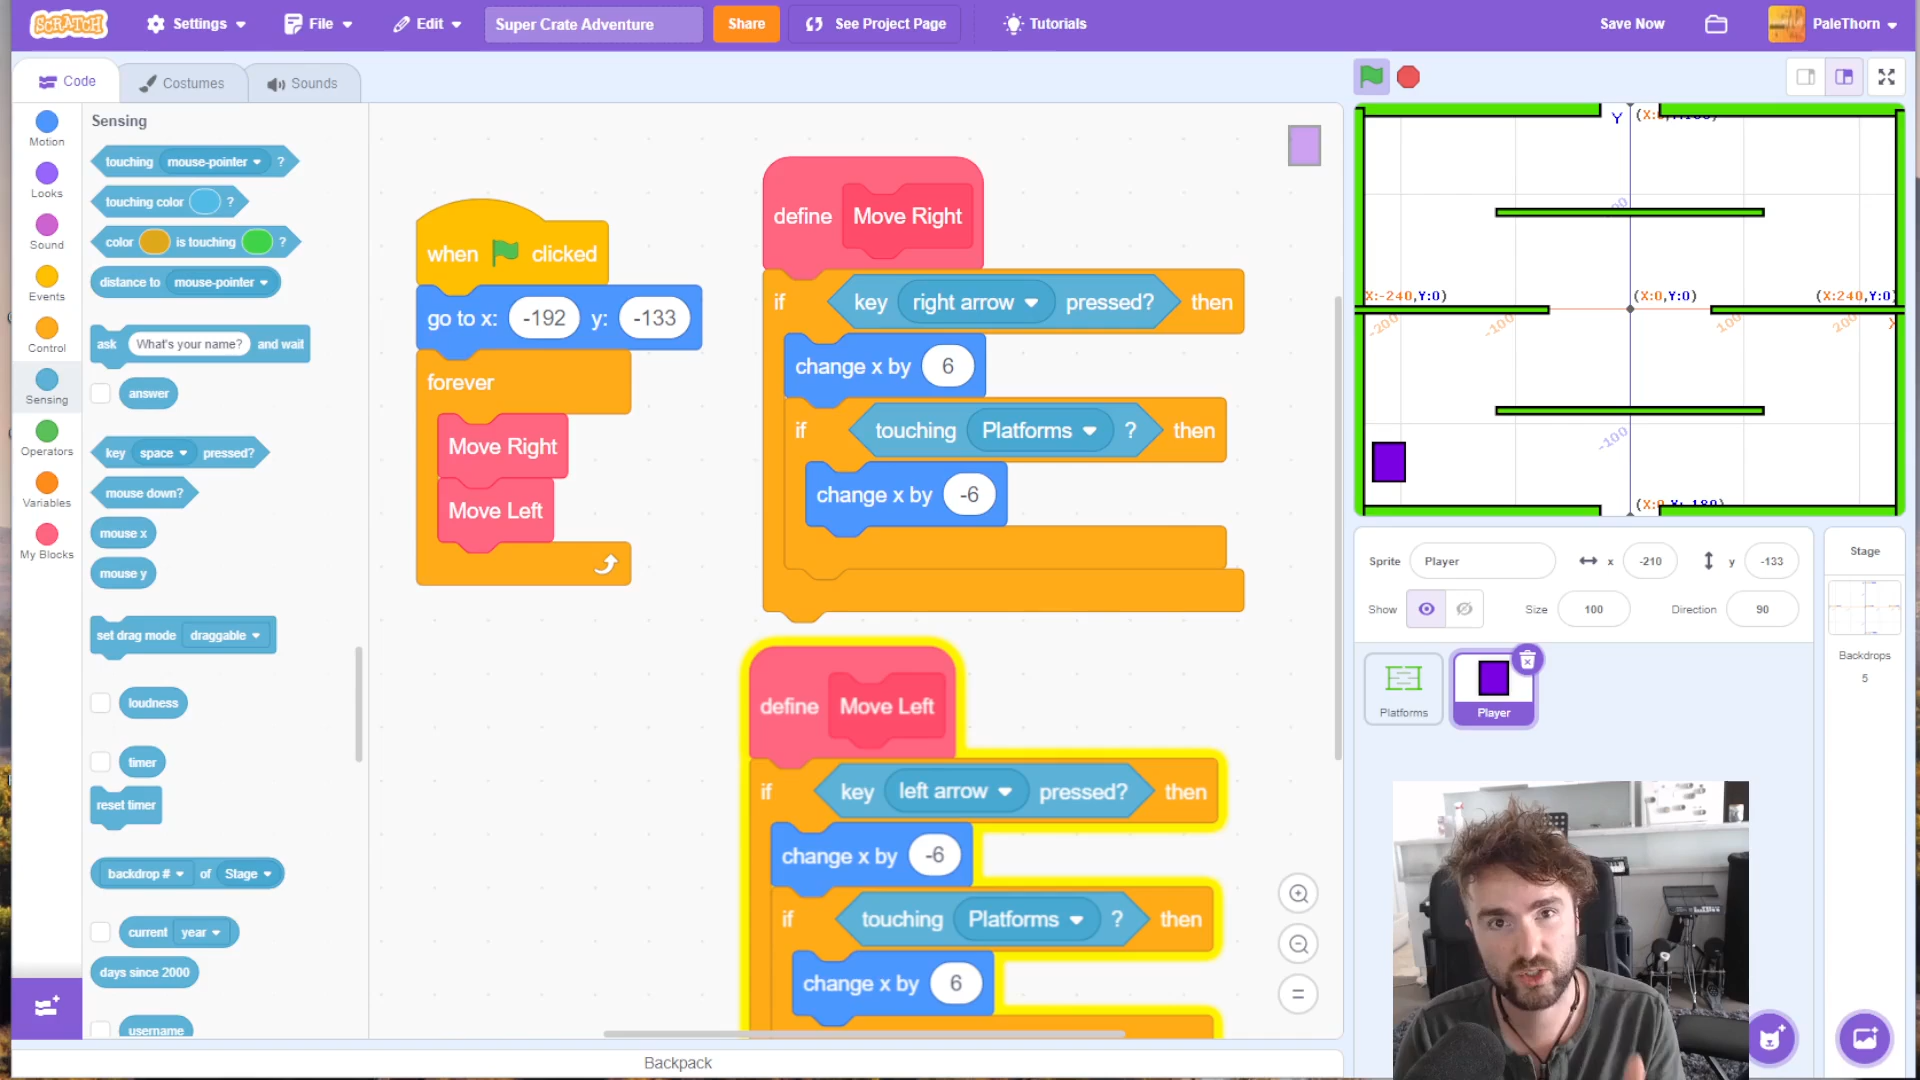 SCRATCH Settings File Edit Super Crate Adventure Share See Project Page Tutorials Save Now PaleThorn
Code Costumes Sounds
Motion
Looks
Sound
Events
Control
Sensing
Operators
Variables
My Blocks
Sensing
touching mouse-pointer ?
touching color ?
color is touching ?
distance to mouse-pointer
ask What's your name? and wait
answer
key space pressed?
mouse down?
mouse x
mouse y
set drag mode draggable
loudness
timer
reset timer
backdrop # of Stage
current year
days since 2000
username
when clicked
go to x: -192 y: -133
forever
Move Right
Move Left
define Move Right
if key right arrow pressed? then
change x by 6
if touching Platforms ? then
change x by -6
define Move Left
if key left arrow pressed? then
change x by -6
if touching Platforms ? then
change x by 6
Backpack
Y
(X:-240,Y:0) (X:0,Y:0) (X:240,Y:0)
-200 -100 100 200 X
-100
Sprite Player x -210 y -133
Show Size 100 Direction 90
Platforms
Player
Stage
Backdrops
5